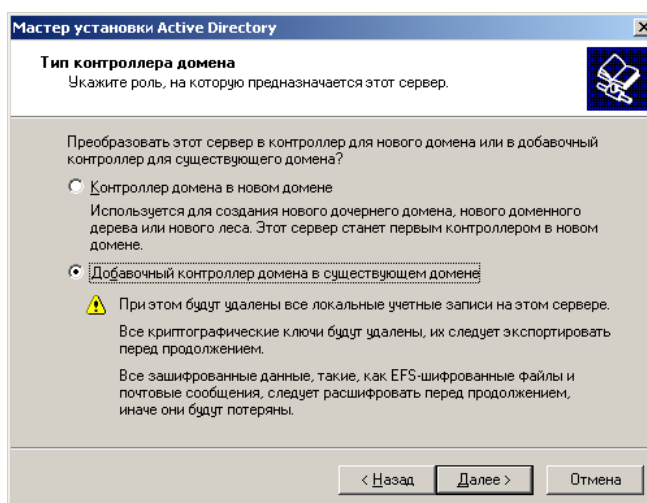 Мастер установки Active Directory
Тип контроллера домена
Укажите роль, на которую предназначается этот сервер.
Преобразовать этот сервер в контроллер для нового домена или в добавочный
контроллер для существующего домена?
Контроллер домена в новом домене
Используется для создания нового дочернего домена, нового доменного
дерева или нового леса. Этот сервер станет первым контроллером в новом
домене.
Добавочный контроллер домена в существующем домене
При этом будут удалены все локальные учетные записи на этом сервере.
Все криптографические ключи будут удалены, их следует экспортировать
перед продолжением.
Все зашифрованные данные, такие, как EFS-шифрованные файлы и
почтовые сообщения, следует расшифровать перед продолжением,
иначе они будут потеряны.
< Назад Далее > Отмена